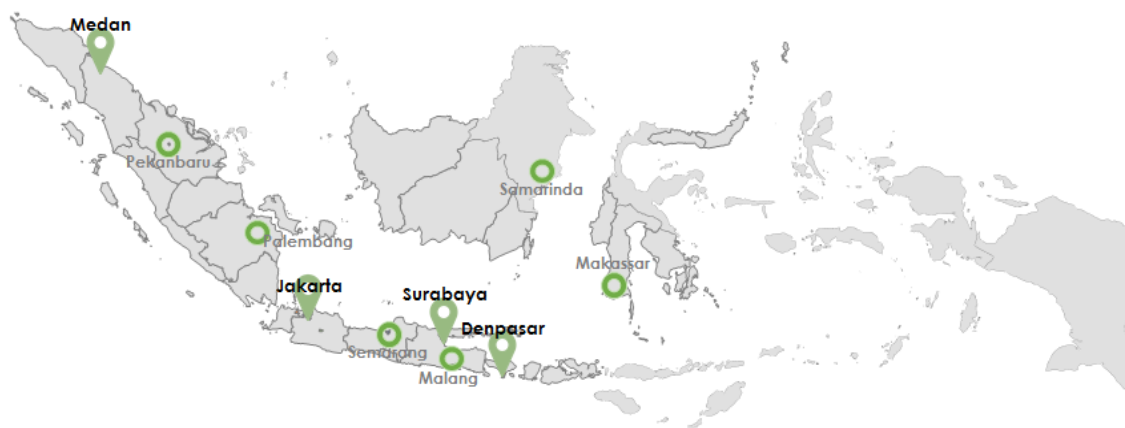 Medan
Pekanbaru
Samarinda
Palembang
Makassar
Jakarta
Surabaya
Denpasar
Semarang
Malang